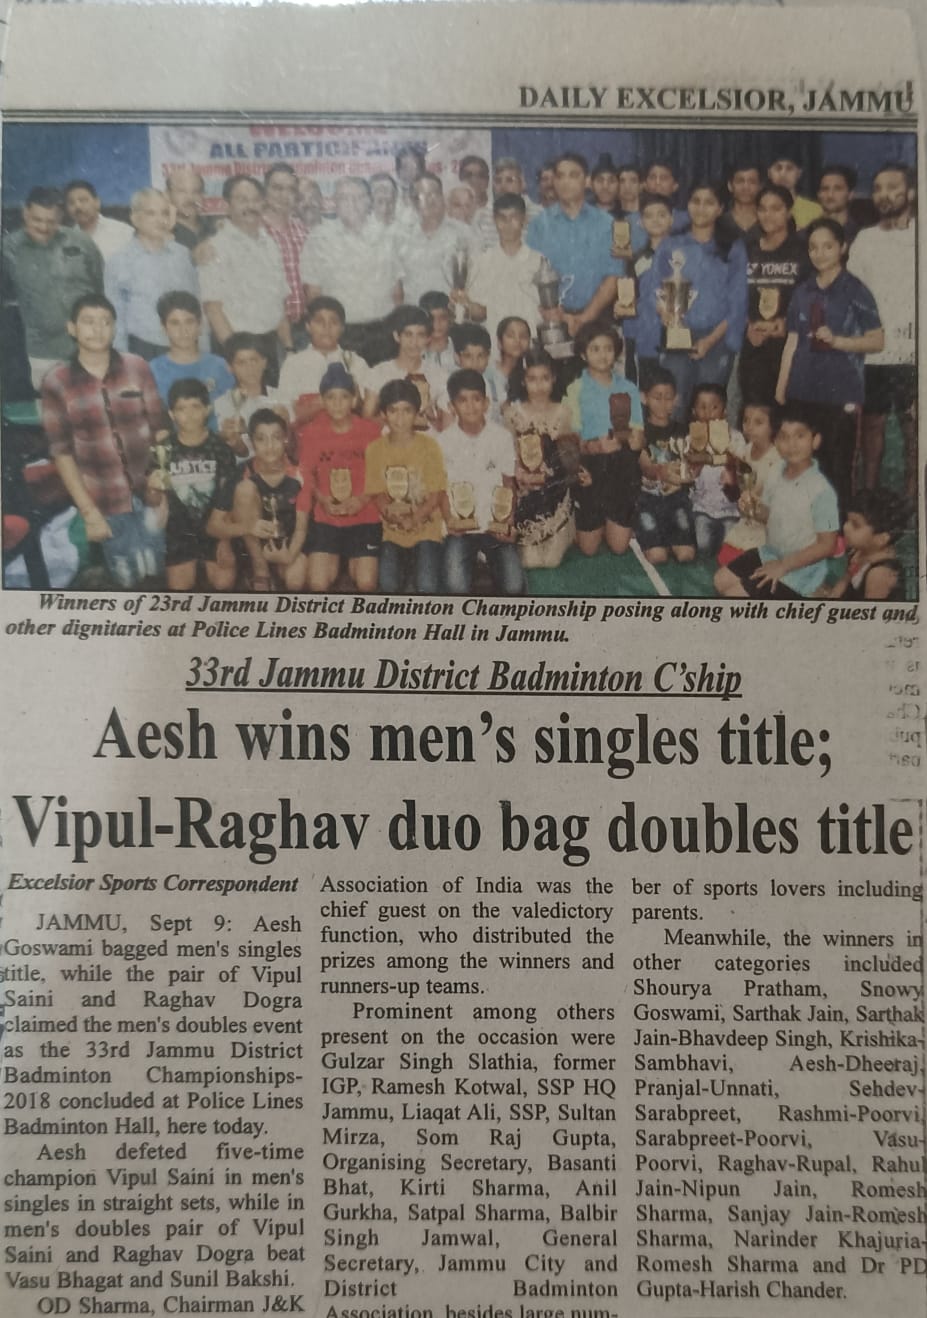 DAILY EXCELSIOR, JAMMU
ALL PARTICIPANTS
YONEX
JUSTICE
Winners of 23rd Jammu District Badminton Championship posing along with chief guest and
other dignitaries at Police Lines Badminton Hall in Jammu.
33rd Jammu District Badminton C'ship
Aesh wins men's singles title;
Vipul-Raghav duo bag doubles title
Excelsior Sports Correspondent
JAMMU, Sept 9: Aesh
Goswami bagged men's singles
title, while the pair of Vipul
Saini and Raghav Dogra
claimed the men's doubles event
as the 33rd Jammu District
Badminton Championships-
2018 concluded at Police Lines
Badminton Hall, here today.
Aesh defeted five-time
champion Vipul Saini in men's
singles in straight sets, while in
men's doubles pair of Vipul
Saini and Raghav Dogra beat
Vasu Bhagat and Sunil Bakshi.
OD Sharma, Chairman J&K
Association of India was the
chief guest on the valedictory
function, who distributed the
prizes among the winners and
runners-up teams.
Prominent among others
present on the occasion were
Gulzar Singh Slathia, former
IGP, Ramesh Kotwal, SSP HQ
Jammu, Liaqat Ali, SSP, Sultan
Mirza, Som Raj Gupta,
Organising Secretary, Basanti
Bhat, Kirti Sharma, Anil
Gurkha, Satpal Sharma, Balbir
Singh Jamwal, General
Secretary, Jammu City and
District Badminton
Association, besides large num-
ber of sports lovers including
parents.
Meanwhile, the winners in
other categories included
Shourya Pratham, Snowy
Goswami, Sarthak Jain, Sarthak
Jain-Bhavdeep Singh, Krishika-
Sambhavi, Aesh-Dheeraj,
Pranjal-Unnati, Sehdev-
Sarabpreet, Rashmi-Poorvi,
Sarabpreet-Poorvi, Vasu-
Poorvi, Raghav-Rupal, Rahul
Jain-Nipun Jain, Romesh
Sharma, Sanjay Jain-Romesh
Sharma, Narinder Khajuria-
Romesh Sharma and Dr PD
Gupta-Harish Chander.